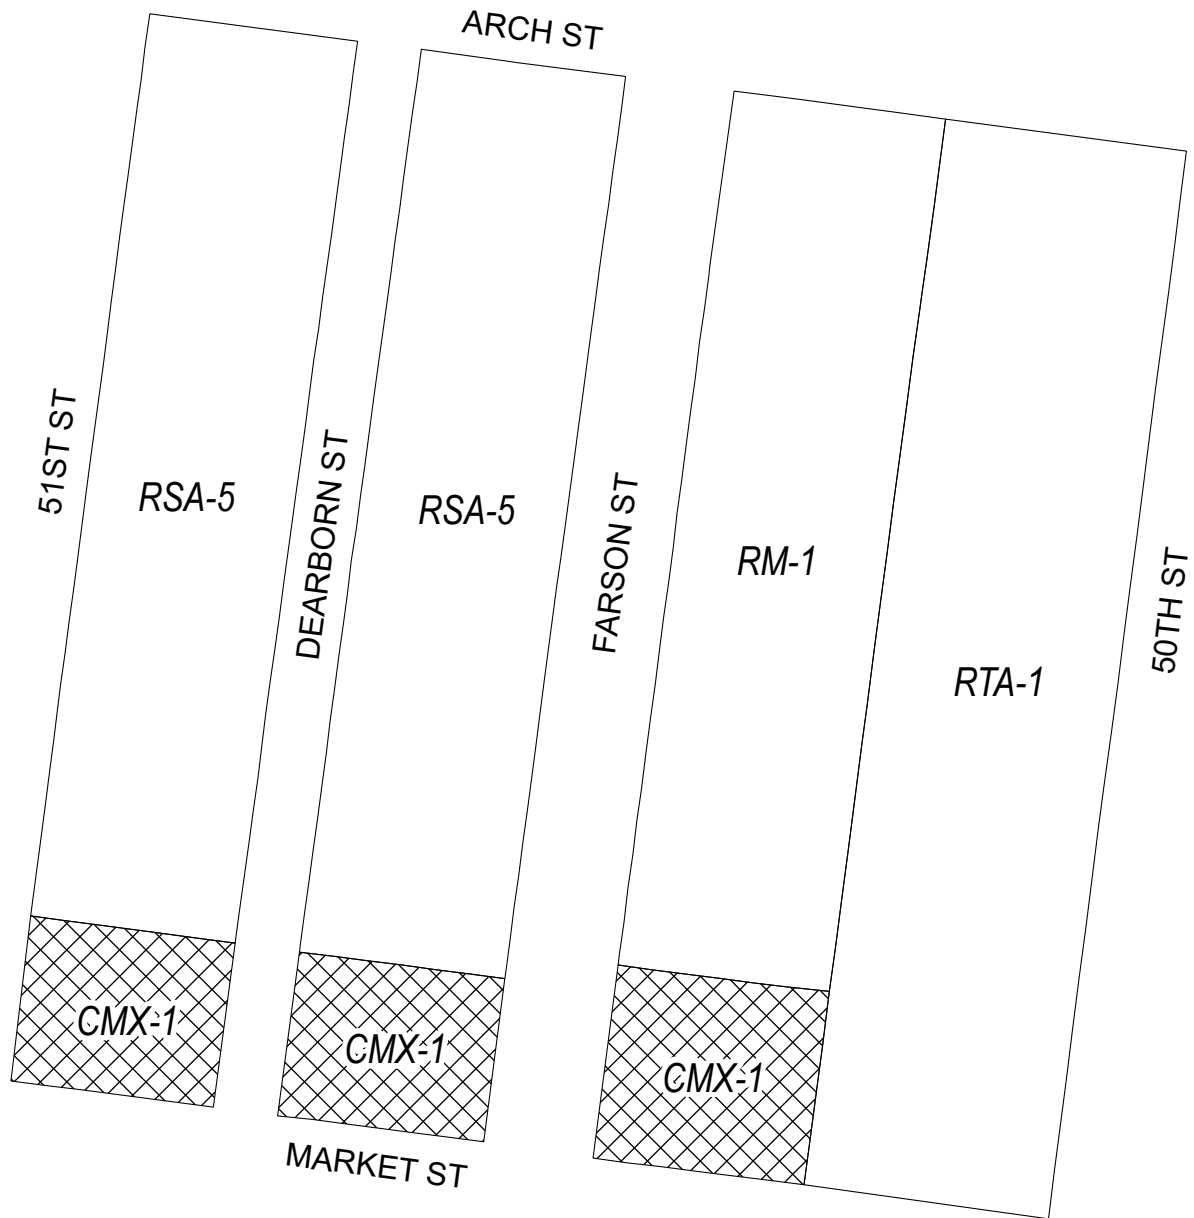 ARCH ST
51ST ST
RSA-5
DEARBORN ST
RSA-5
FARSON ST
RM-1
RTA-1
50TH ST
CMX-1
CMX-1
CMX-1
MARKET ST